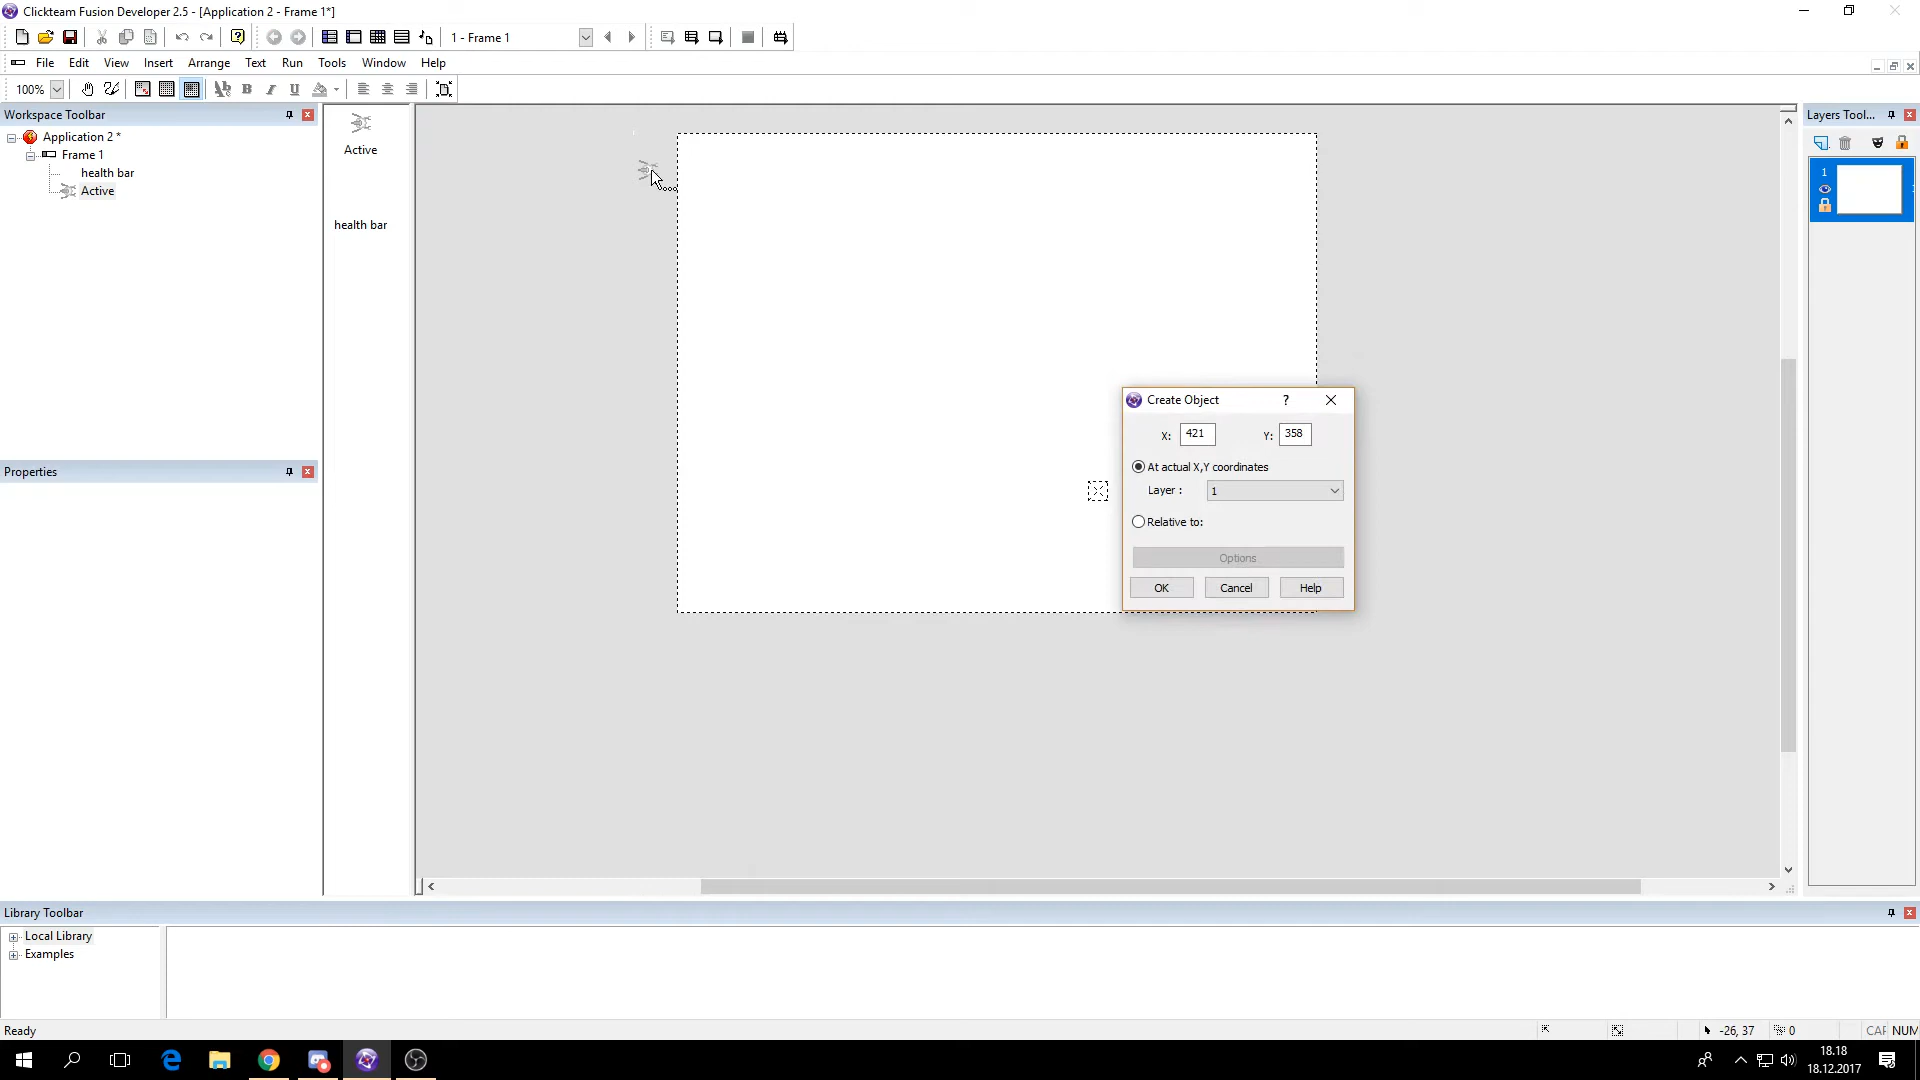 Clickteam Fusion Developer 2.5 - [Application 2 - Frame 1*]
1 - Frame 1
File Edit View Insert Arrange Text Run Tools Window Help
100%
Workspace Toolbar
Application 2 *
Frame 1
health bar
Active
Properties
Active
health bar
Layers Tool...
1
Create Object
X: 421 Y: 358
At actual X,Y coordinates
Layer : 1
Relative to:
Options
OK Cancel Help
Library Toolbar
Local Library
Examples
Ready
-26, 37
0
CAP NUM
18.18
18.12.2017